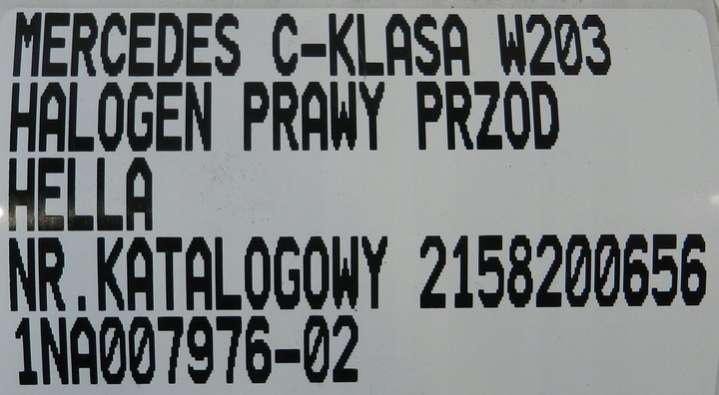 MERCEDES C-KLASA W203
HALOGEN PRAWY PRZOD
HELLA
NR.KATALOGOWY 2158200656
1NA007976-02